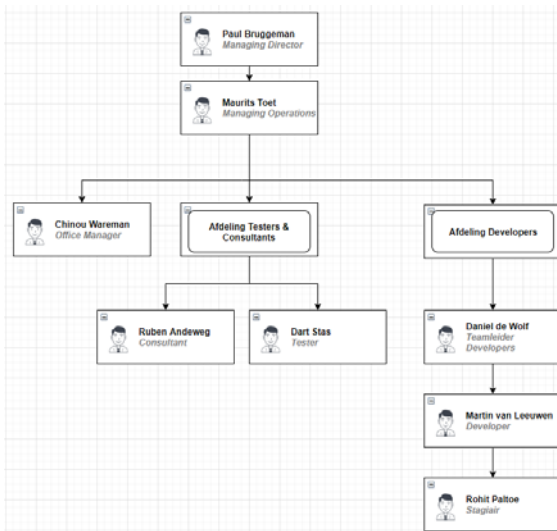 Paul Bruggeman
Managing Director
Maurits Toet
Managing Operations
Chinou Wareman
Office Manager
Afdeling Testers &
Consultants
Afdeling Developers
Ruben Andeweg
Consultant
Dart Stas
Tester
Daniel de Wolf
Teamleider
Developers
Martin van Leeuwen
Developer
Rohit Paltoe
Stagiair